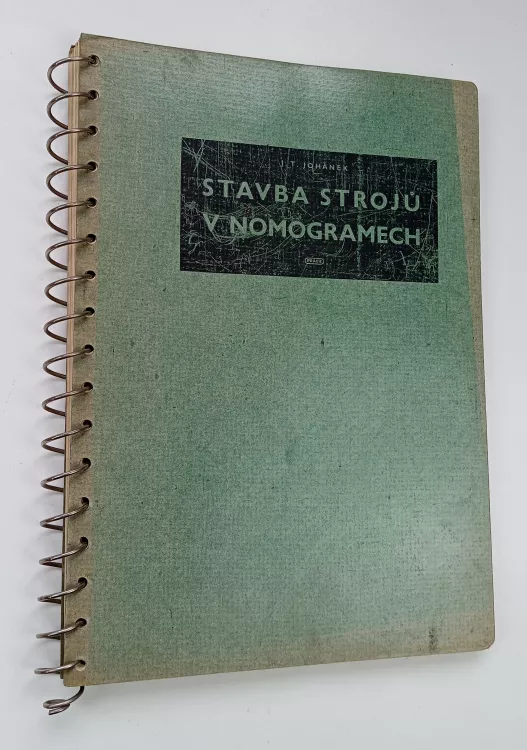 J. T. JOHÁNEK
STAVBA STROJŮ
V NOMOGRAMECH
PRÁCE